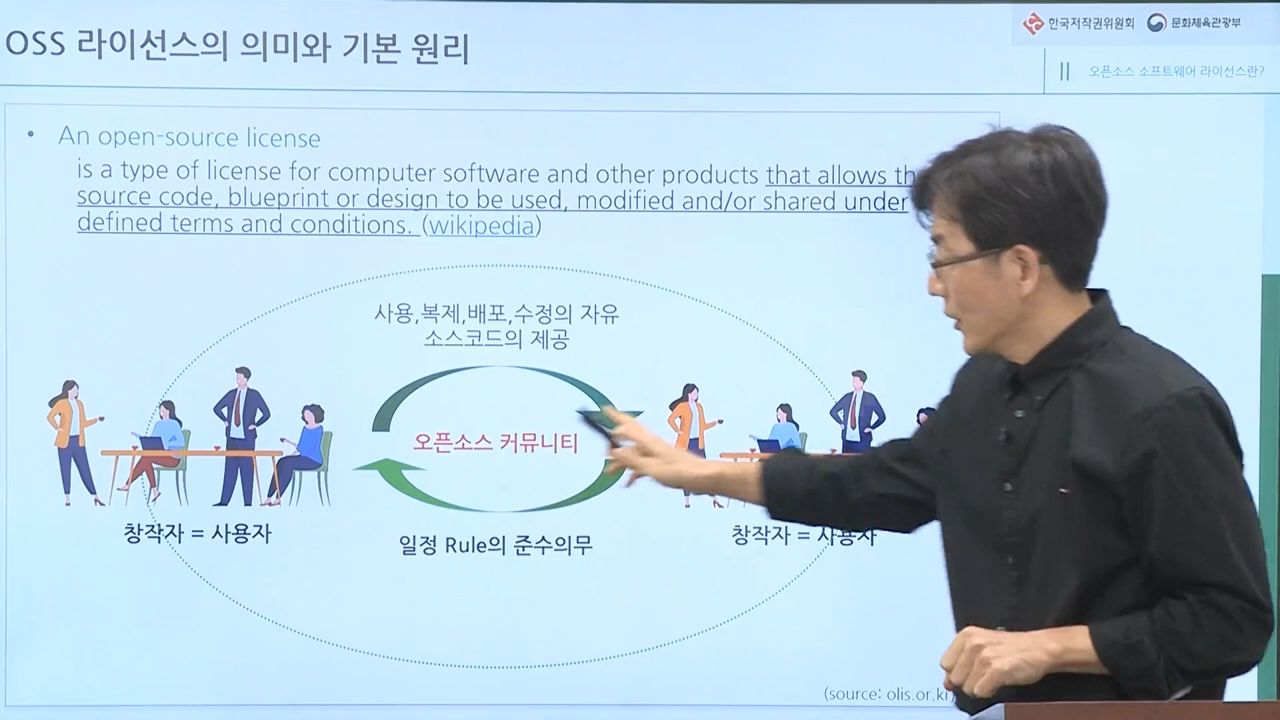 OSS 라이선스의 의미와 기본 원리
한국저작권위원회 문화체육관광부
II 오픈소스 소프트웨어 라이선스란?
• An open-source license
is a type of license for computer software and other products that allows
source code, blueprint or design to be used, modified and/or shared under
defined terms and conditions. (wikipedia)
사용,복제,배포,수정의 자유
소스코드의 제공
오픈소스 커뮤니티
창작자 = 사용자
일정 Rule의 준수의무
창작자 = 사용자
(source: olis.or.kr)